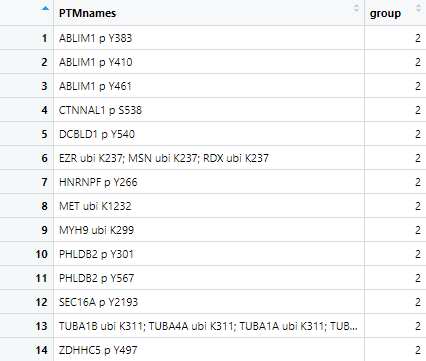 PTMnames group
1 ABLIM1 p Y383 2
2 ABLIM1 p Y410 2
3 ABLIM1 p Y461 2
4 CTNNAL1 p S538 2
5 DCBLD1 p Y540 2
6 EZR ubi K237; MSN ubi K237; RDX ubi K237 2
7 HNRNPF p Y266 2
8 MET ubi K1232 2
9 MYH9 ubi K299 2
10 PHLDB2 p Y301 2
11 PHLDB2 p Y567 2
12 SEC16A p Y2193 2
13 TUBA1B ubi K311; TUBA4A ubi K311; TUBA1A ubi K311; TUB... 2
14 ZDHHC5 p Y497 2